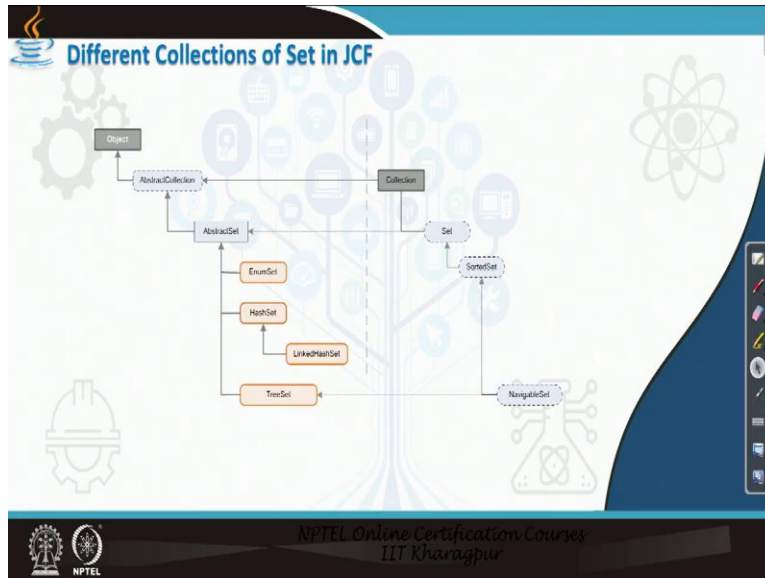 Different Collections of Set in JCF
Object
AbstractCollection
Collection
AbstractSet
Set
SortedSet
EnumSet
HashSet
LinkedHashSet
TreeSet
NavigableSet
NPTEL Online Certification Courses
IIT Kharagpur
NPTEL